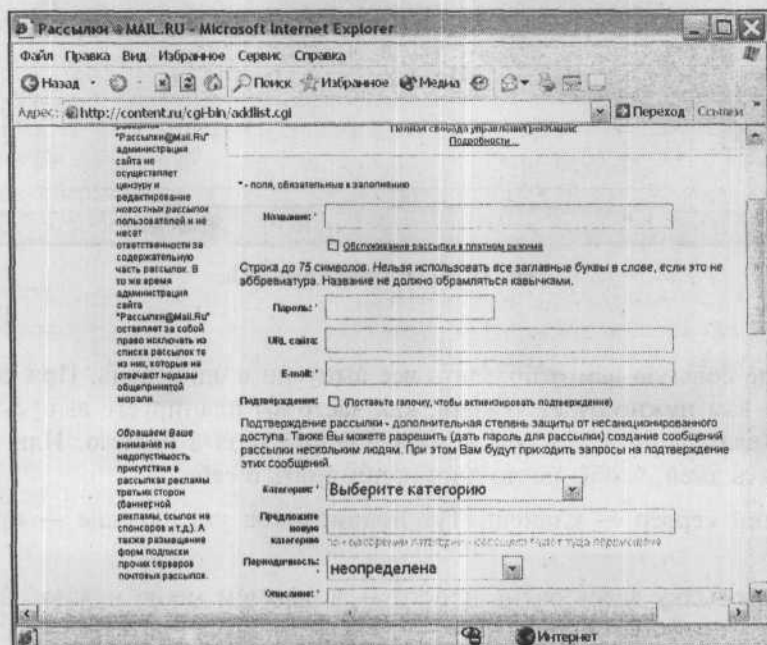 Рассылки@MAIL.RU - Microsoft Internet Explorer
Файл Правка Вид Избранное Сервис Справка
Назад Поиск Избранное Медиа
Адрес: http://content.ru/cgi-bin/addlist.cgi Переход Ссылки
"Рассылки@Mail.Ru"
администрация
сайта не
осуществляет
цензуру и
редактирование
новостных рассылок
пользователей и не
несет
ответственности за
содержательную
часть рассылок. В
то же время
администрация
сайта
"Рассылки@Mail.Ru"
оставляет за собой
право исключать из
списка рассылок те
из них, которые не
отвечают нормам
общепринятой
морали.
Обращаем Ваше
внимание на
недопустимость
присутствия в
рассылках рекламы
третьих сторон
(баннерной
рекламы, ссылок на
спонсоров и т.д.). А
также размещение
форм подписки
прочих серверов
почтовых рассылок.
Полная свобода управления рекламой:
Подробности...
* - поля, обязательные к заполнению
Название: *
Обслуживание рассылки в платном режиме
Строка до 75 символов. Нельзя использовать все заглавные буквы в слове, если это не
аббревиатура. Название не должно обрамляться кавычками.
Пароль: *
URL сайта:
E-mail: *
Подтверждение: (Поставьте галочку, чтобы активизировать подтверждение)
Подтверждение рассылки - дополнительная степень защиты от несанкционированного
доступа. Также Вы можете разрешить (дать пароль для рассылки) создание сообщений
рассылки нескольким людям. При этом Вам будут приходить запросы на подтверждение
этих сообщений.
Категория: * Выберите категорию
Предложите
новую
категорию
Периодичность: * неопределена
Описание: *
Интернет